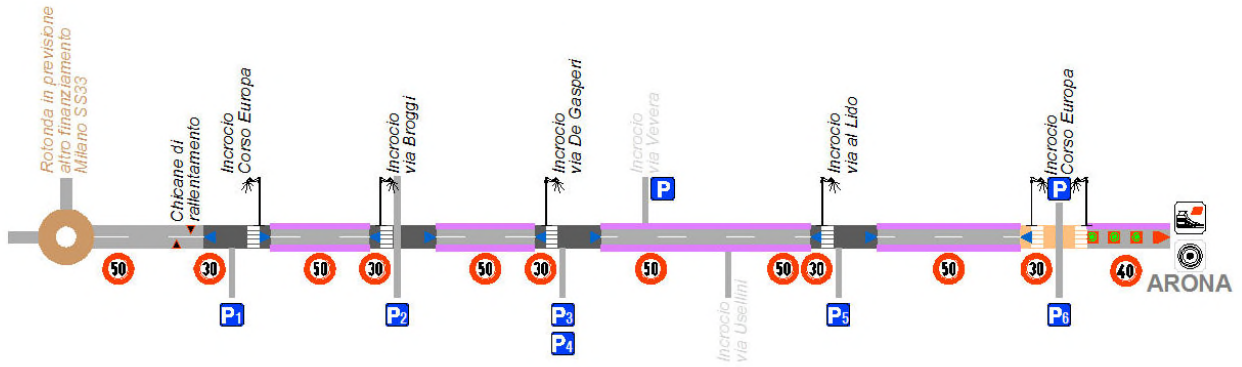 Rotonda in previsione
altro finanziamento
Milano SS33
Chicane di
rallentamento
Incrocio
Corso Europa
Incrocio
via Broggi
Incrocio
via De Gasperi
Incrocio
via Vevera
Incrocio
via al Lido
Incrocio
Corso Europa
P
P
50
30
50
30
50
30
50
50
30
50
30
40
ARONA
P1
P2
P3
P4
Incrocio
via Usellini
P5
P6